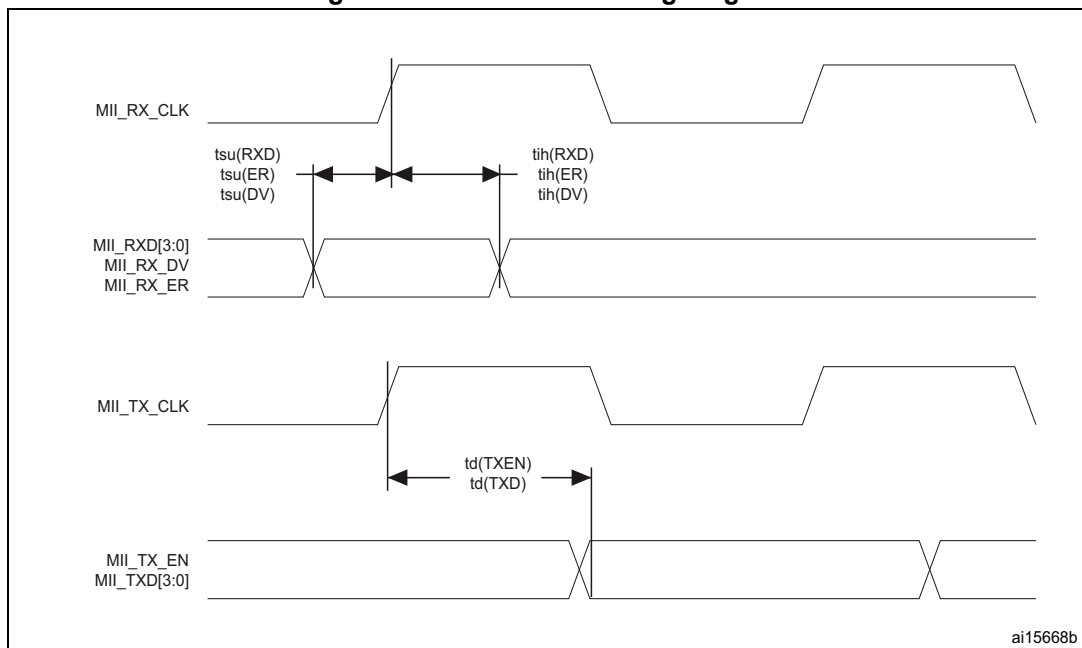 MII_RX_CLK
tsu(RXD)
tsu(ER)
tsu(DV)
tih(RXD)
tih(ER)
tih(DV)
MII_RXD[3:0]
MII_RX_DV
MII_RX_ER
MII_TX_CLK
td(TXEN)
td(TXD)
MII_TX_EN
MII_TXD[3:0]
ai15668b